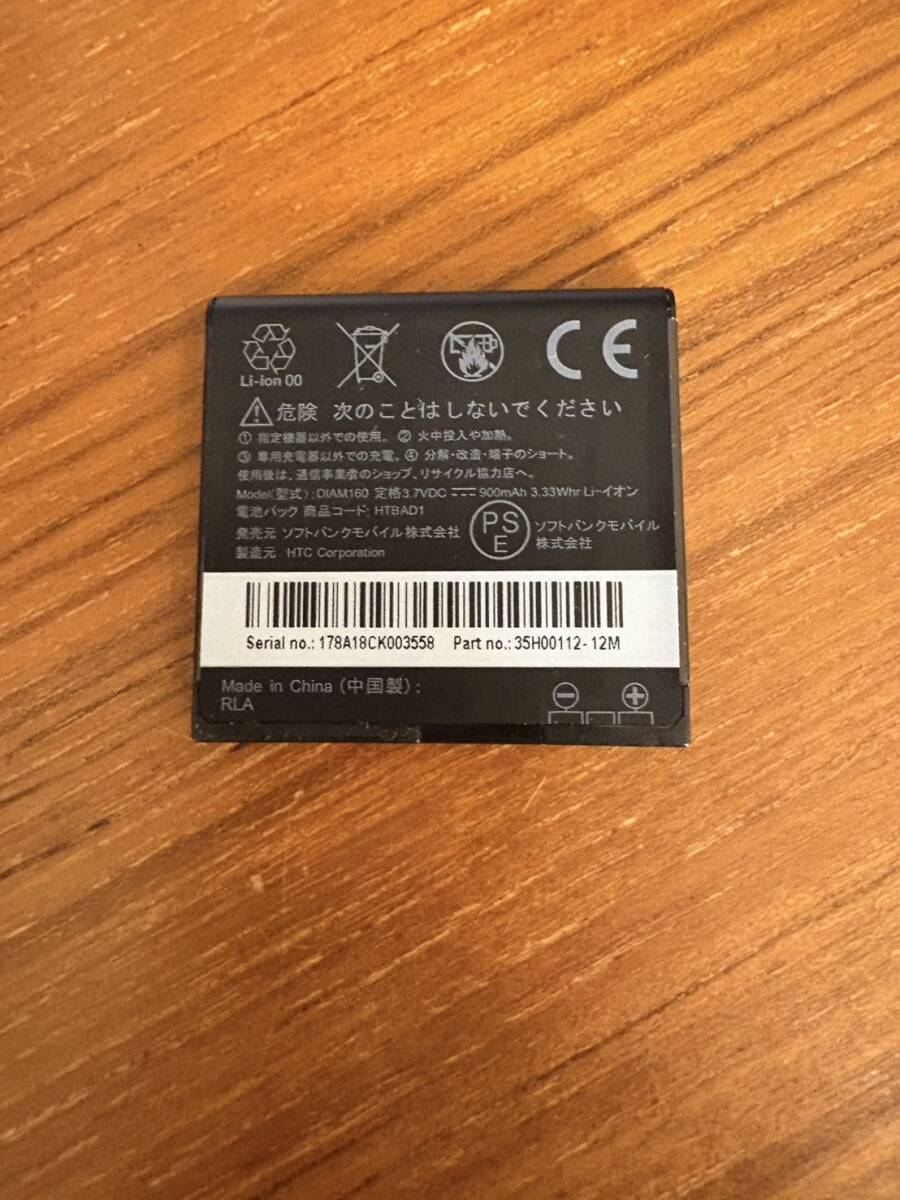 Li-ion 00
CE
危険 次のことはしないでください
① 指定機器以外での使用。 ② 火中投入や加熱。
③ 専用充電器以外での充電。 ④ 分解・改造・端子のショート。
使用後は、通信事業者のショップ、リサイクル協力店へ。
Model(型式):DIAM160 定格3.7VDC 900mAh 3.33Whr Li-イオン
電池パック 商品コード: HTBAD1
発売元 ソフトバンクモバイル株式会社
製造元 HTC Corporation
PS
E
ソフトバンクモバイル
株式会社
Serial no.: 178A18CK003558 Part no.: 35H00112-12M
Made in China (中国製):
RLA